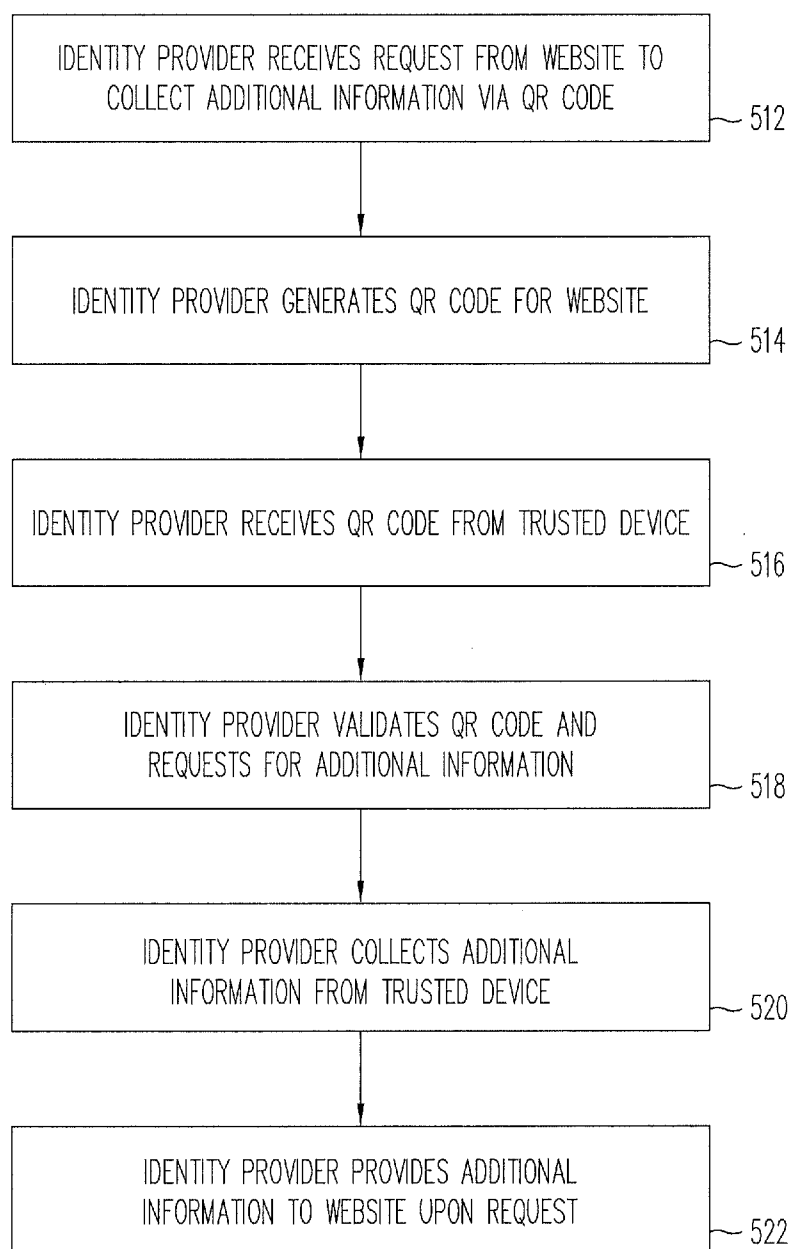 IDENTITY PROVIDER RECEIVES REQUEST FROM WEBSITE TO
COLLECT ADDITIONAL INFORMATION VIA QR CODE
512
IDENTITY PROVIDER GENERATES QR CODE FOR WEBSITE
514
IDENTITY PROVIDER RECEIVES QR CODE FROM TRUSTED DEVICE
516
IDENTITY PROVIDER VALIDATES QR CODE AND
REQUESTS FOR ADDITIONAL INFORMATION
518
IDENTITY PROVIDER COLLECTS ADDITIONAL
INFORMATION FROM TRUSTED DEVICE
520
IDENTITY PROVIDER PROVIDES ADDITIONAL
INFORMATION TO WEBSITE UPON REQUEST
522